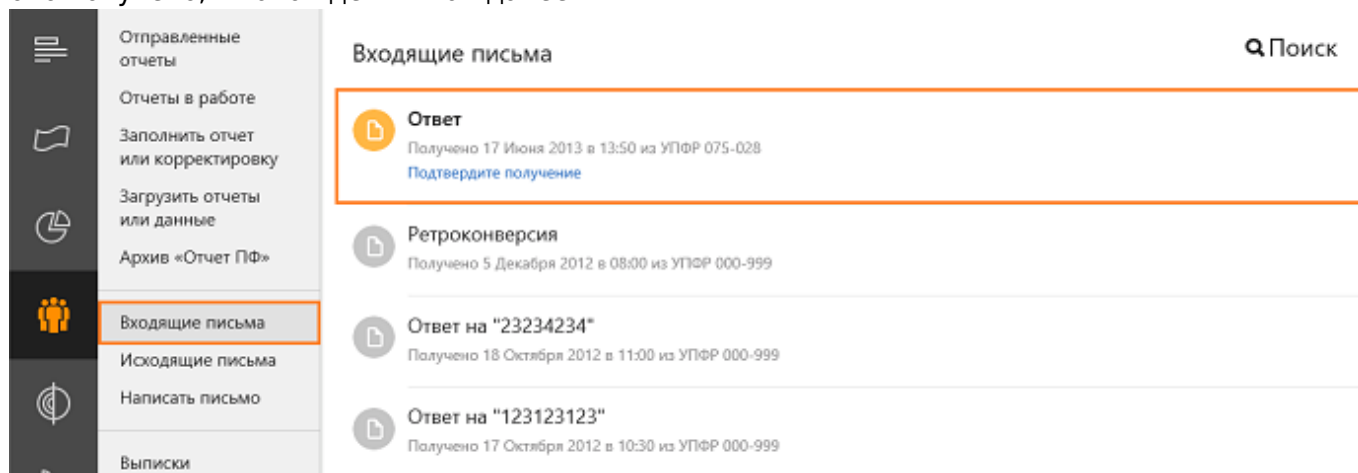 Отправленные
отчеты
Отчеты в работе
Заполнить отчет
или корректировку
Загрузить отчеты
или данные
Архив «Отчет ПФ»
Входящие письма
Исходящие письма
Написать письмо
Выписки
Входящие письма
Поиск
Ответ
Получено 17 Июня 2013 в 13:50 из УПФР 075-028
Подтвердите получение
Ретроконверсия
Получено 5 Декабря 2012 в 08:00 из УПФР 000-999
Ответ на "23234234"
Получено 18 Октября 2012 в 11:00 из УПФР 000-999
Ответ на "123123123"
Получено 17 Октября 2012 в 10:30 из УПФР 000-999